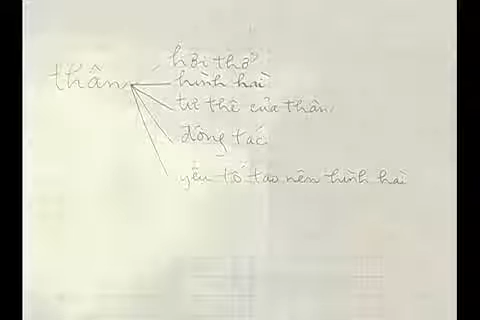 thân
hơi thở
hình hài
tư thế của thân
động tác
yếu tố tạo nên hình hài